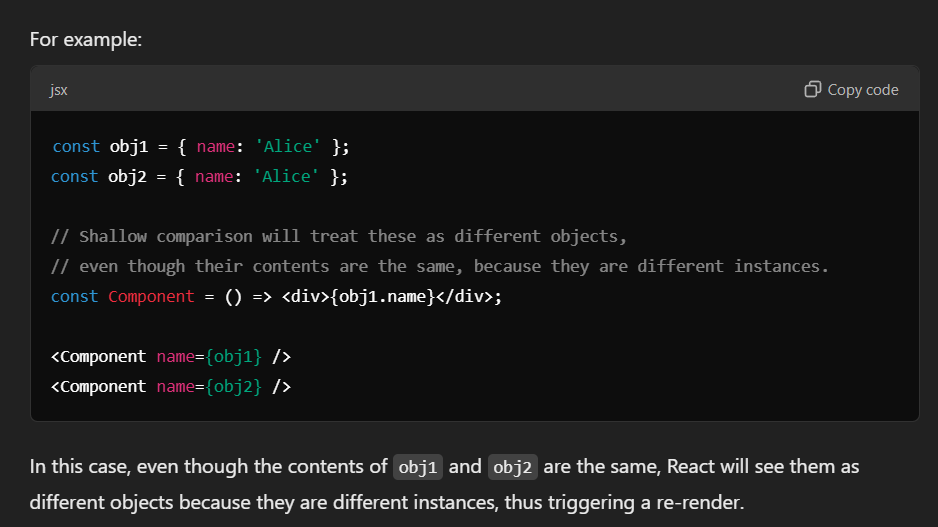 For example:
jsx
Copy code
const obj1 = { name: 'Alice' };
const obj2 = { name: 'Alice' };
// Shallow comparison will treat these as different objects,
// even though their contents are the same, because they are different instances.
const Component = () => <div>{obj1.name}</div>;
<Component name={obj1} />
<Component name={obj2} />
In this case, even though the contents of obj1 and obj2 are the same, React will see them as
different objects because they are different instances, thus triggering a re-render.